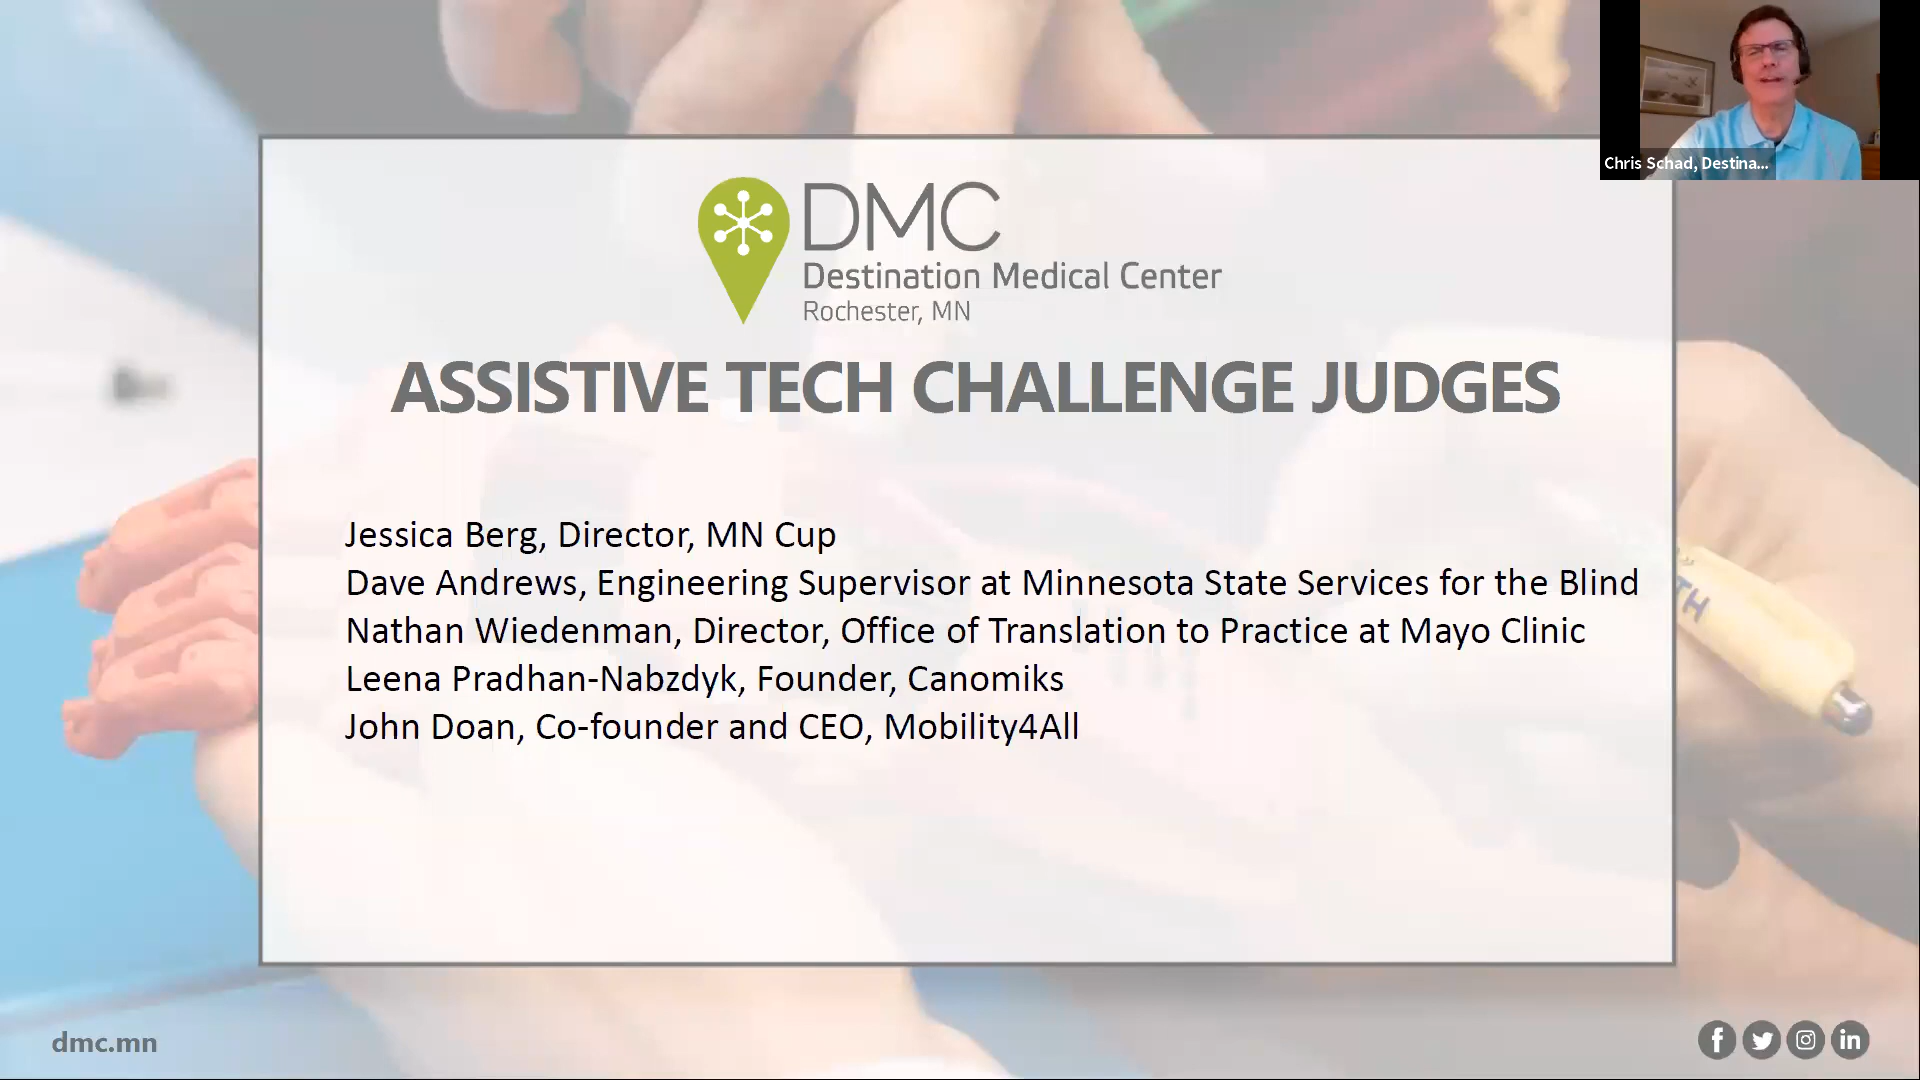 Chris Schad, Destina...
DMC
Destination Medical Center
Rochester, MN
ASSISTIVE TECH CHALLENGE JUDGES
Jessica Berg, Director, MN Cup
Dave Andrews, Engineering Supervisor at Minnesota State Services for the Blind
Nathan Wiedenman, Director, Office of Translation to Practice at Mayo Clinic
Leena Pradhan-Nabzdyk, Founder, Canomiks
John Doan, Co-founder and CEO, Mobility4All
TH
dmc.mn